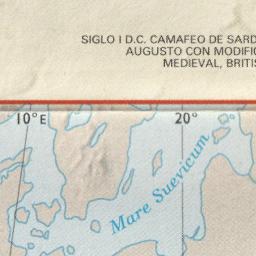 SIGLO I D.C. CAMAFEO DE SARD
AUGUSTO CON MODIFIC
MEDIEVAL, BRITIS
10°E
20°
Mare Suevicum